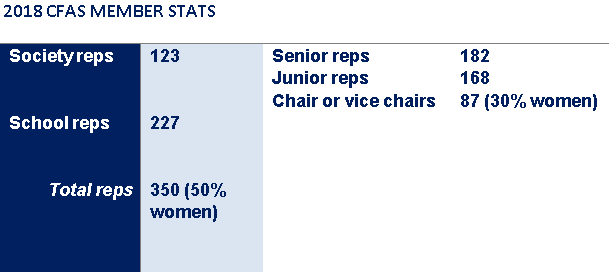 2018 CFAS MEMBER STATS
Society reps 123
School reps 227
Total reps 350 (50%
women)
Senior reps 182
Junior reps 168
Chair or vice chairs 87 (30% women)